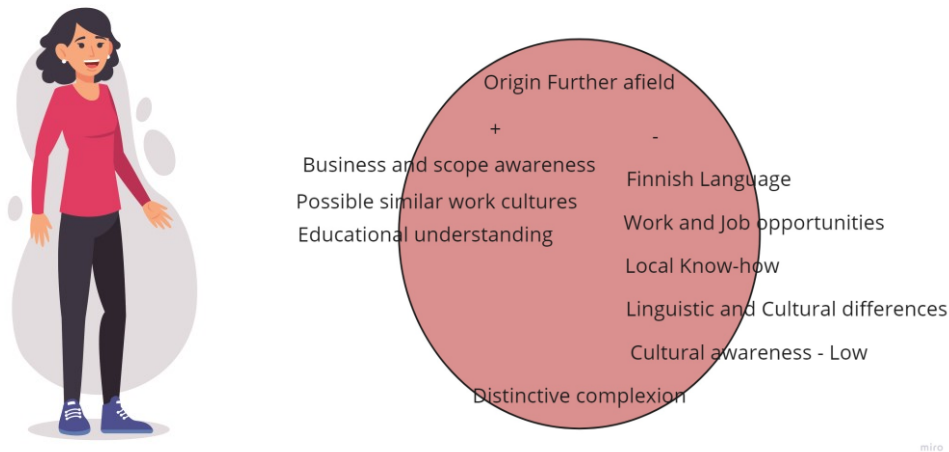 Origin Further afield
+
-
Business and scope awareness
Possible similar work cultures
Educational understanding
Finnish Language
Work and Job opportunities
Local Know-how
Linguistic and Cultural differences
Cultural awareness - Low
Distinctive complexion
miro